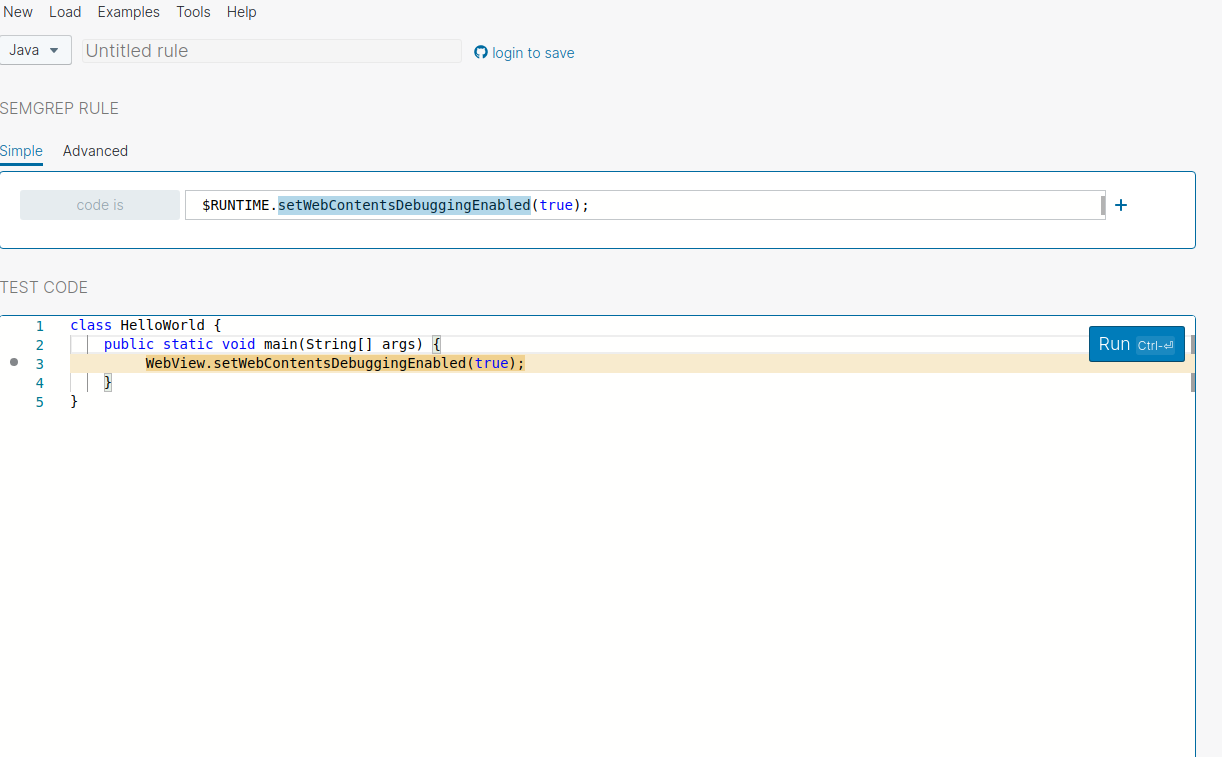 New Load Examples Tools Help
Java Untitled rule login to save
SEMGREP RULE
Simple Advanced
code is $RUNTIME.setWebContentsDebuggingEnabled(true); +
TEST CODE
1 class HelloWorld {
2 public static void main(String[] args) {
Run Ctrl-⏎
3 WebView.setWebContentsDebuggingEnabled(true);
4 }
5 }